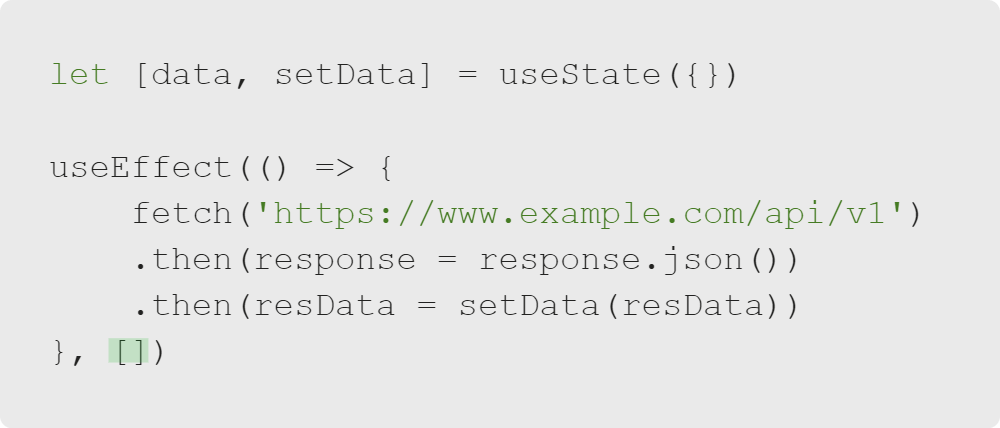 let [data, setData] = useState({})
useEffect(() => {
fetch('https://www.example.com/api/v1')
.then(response = response.json())
.then(resData = setData(resData))
}, [])